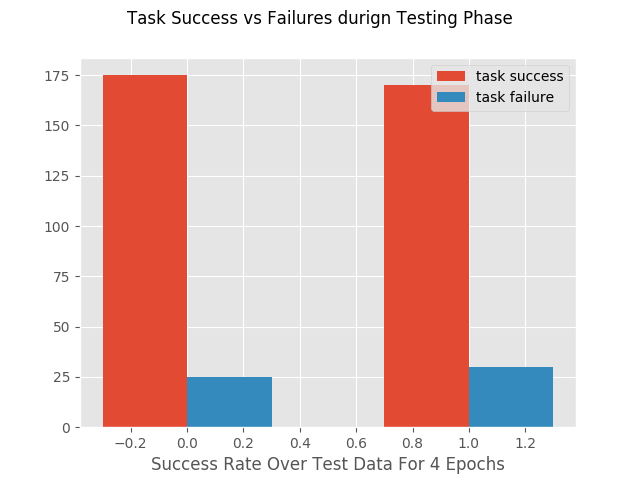 Task Success vs Failures durign Testing Phase
task success
task failure
175
150
125
100
75
50
25
0
−0.2 0.0 0.2 0.4 0.6 0.8 1.0 1.2
Success Rate Over Test Data For 4 Epochs